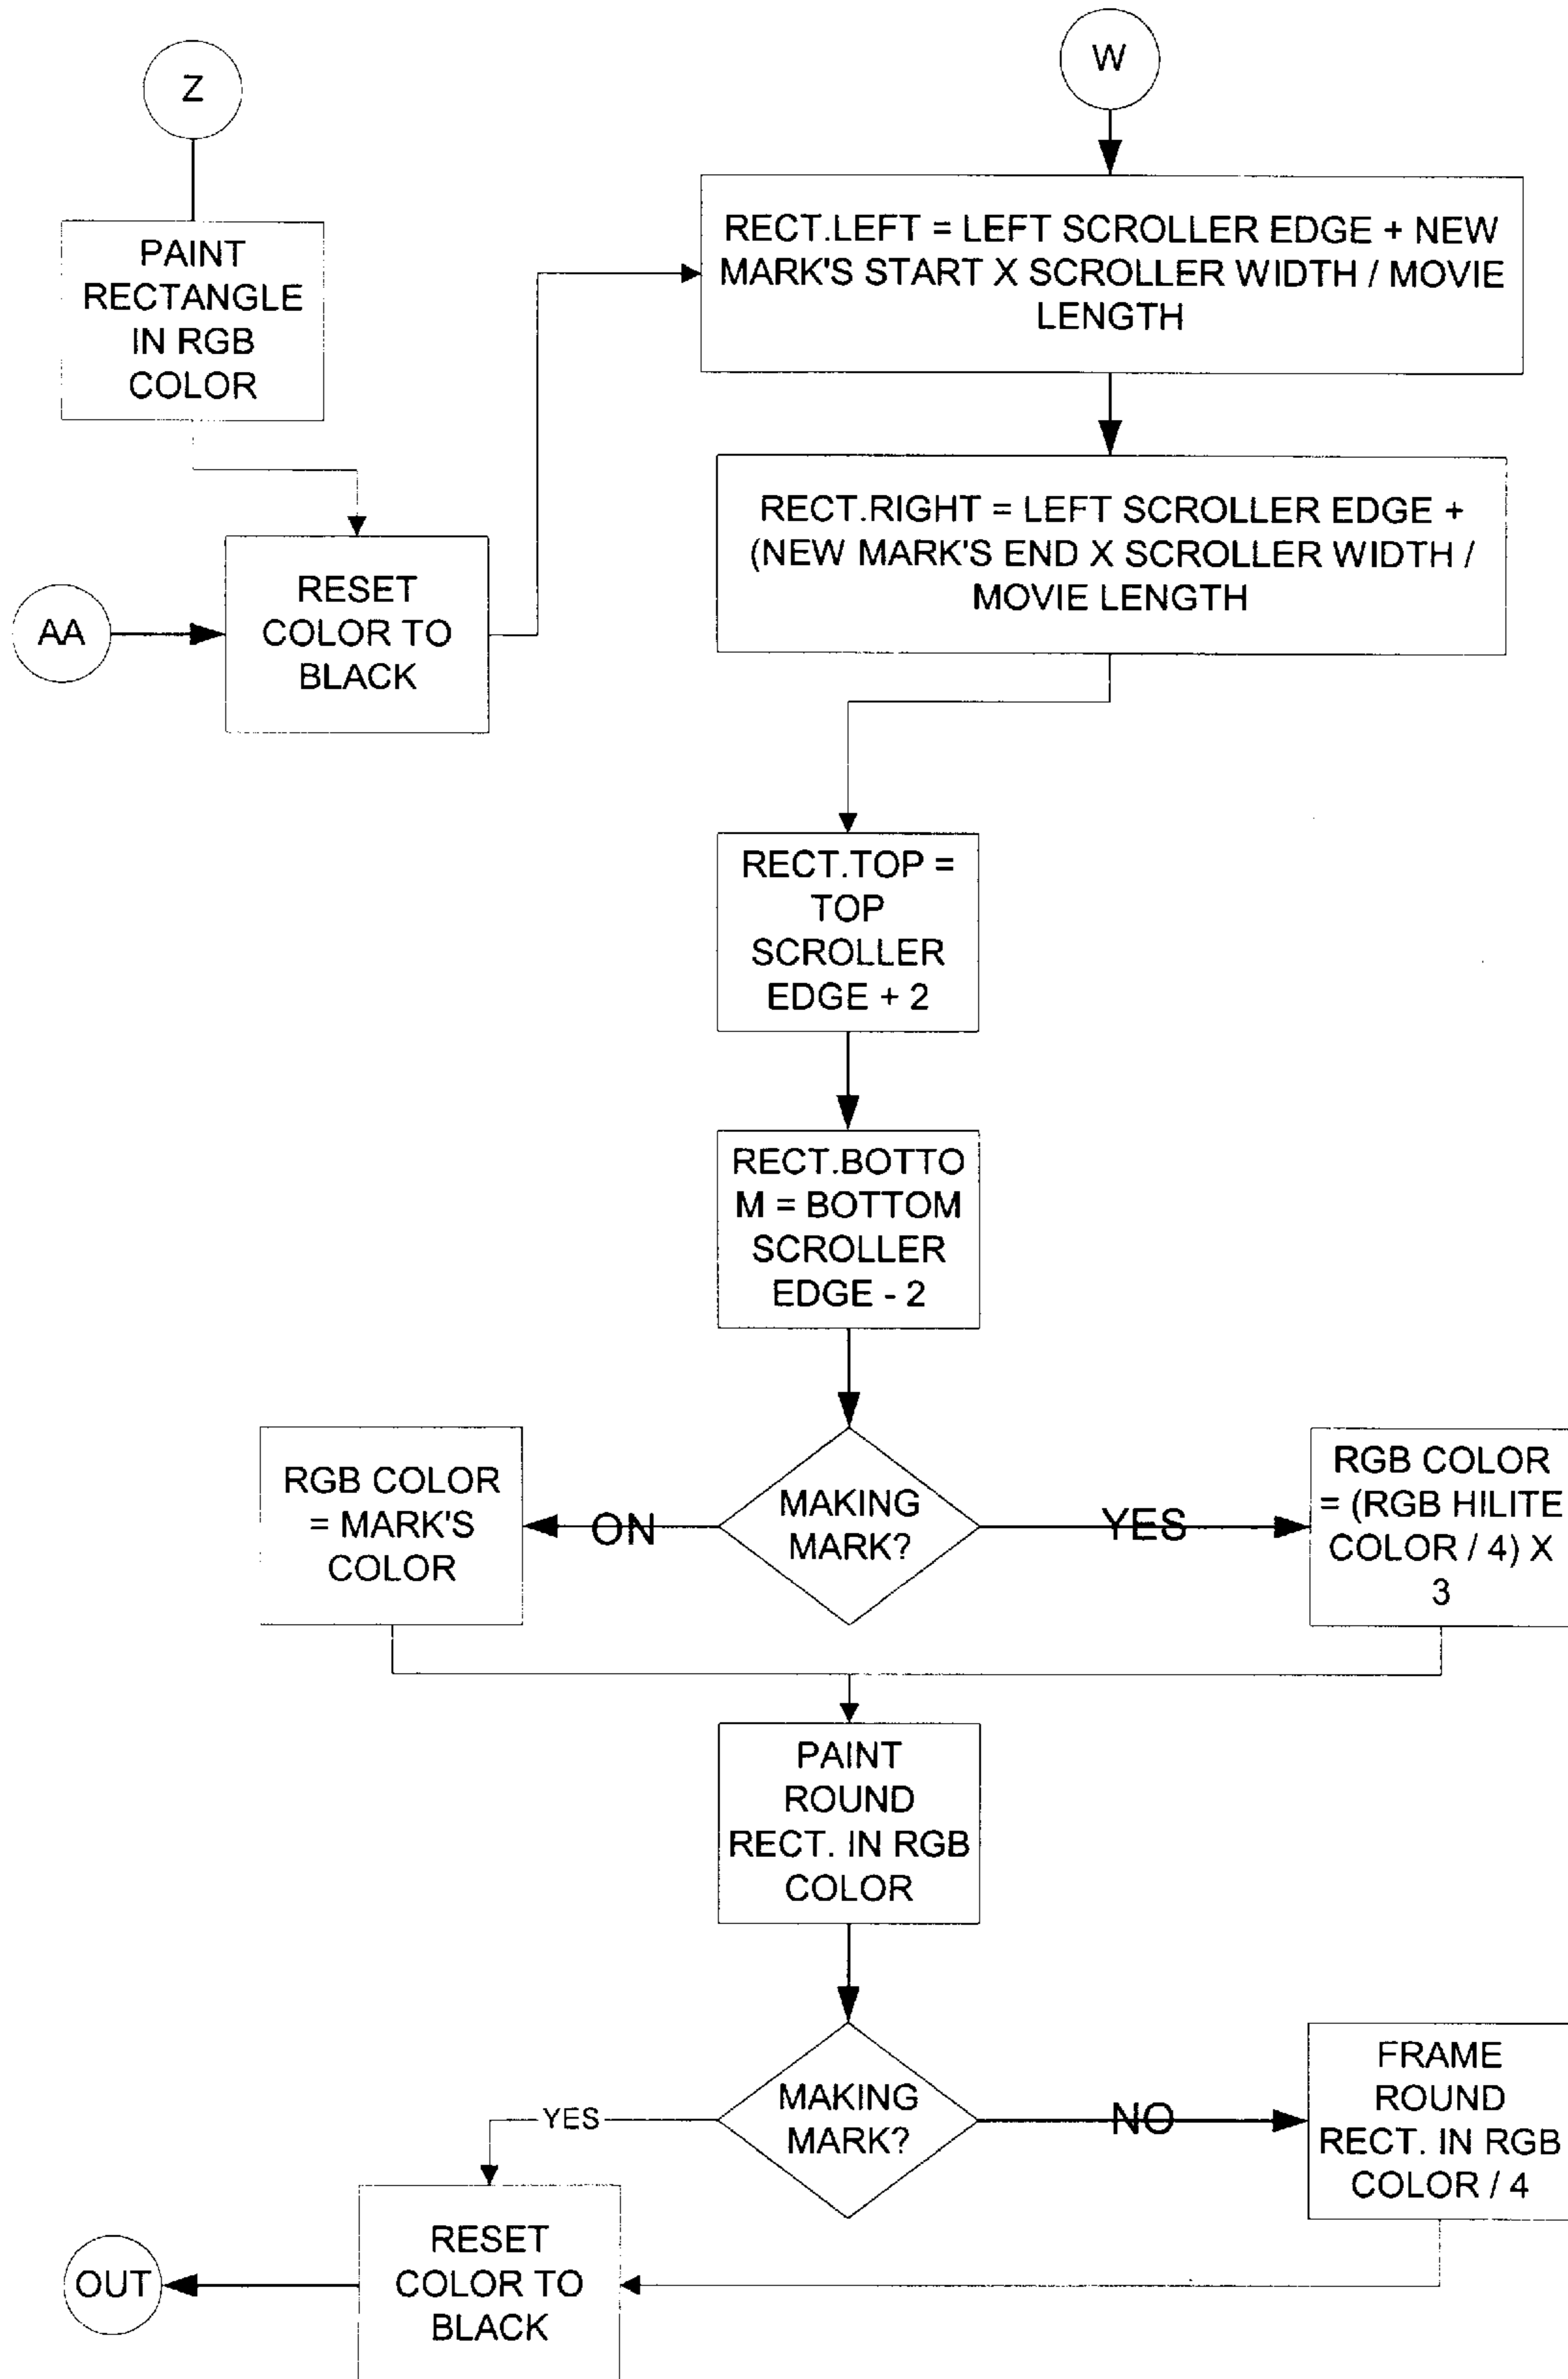 Z
W
PAINT
RECTANGLE
IN RGB
COLOR
RECT.LEFT = LEFT SCROLLER EDGE + NEW
MARK'S START X SCROLLER WIDTH / MOVIE
LENGTH
RECT.RIGHT = LEFT SCROLLER EDGE +
(NEW MARK'S END X SCROLLER WIDTH /
MOVIE LENGTH
AA
RESET
COLOR TO
BLACK
RECT.TOP =
TOP
SCROLLER
EDGE + 2
RECT.BOTTO
M = BOTTOM
SCROLLER
EDGE - 2
RGB COLOR
= MARK'S
COLOR
ON
MAKING
MARK?
YES
RGB COLOR
= (RGB HILITE
COLOR / 4) X
3
PAINT
ROUND
RECT. IN RGB
COLOR
YES
MAKING
MARK?
NO
FRAME
ROUND
RECT. IN RGB
COLOR / 4
OUT
RESET
COLOR TO
BLACK